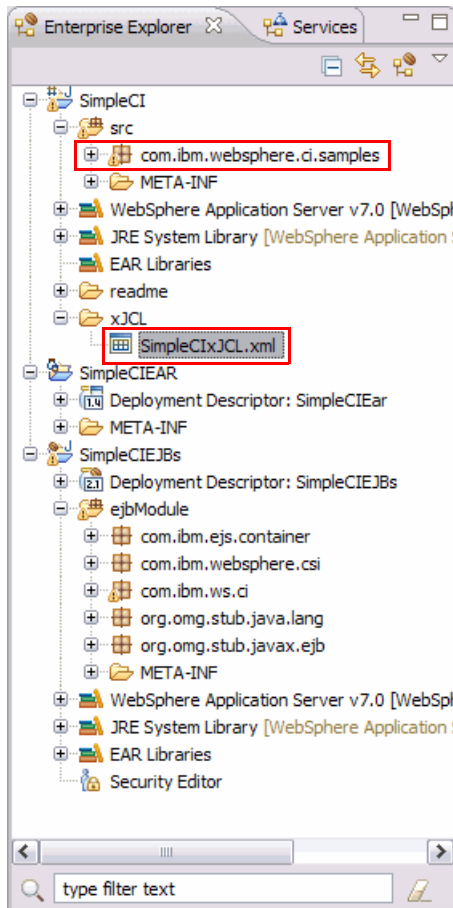 Enterprise Explorer Services
SimpleCI
src
com.ibm.websphere.ci.samples
META-INF
WebSphere Application Server v7.0 [WebSph
JRE System Library [WebSphere Application
EAR Libraries
readme
xJCL
SimpleCIxJCL.xml
SimpleCIEAR
1.4 Deployment Descriptor: SimpleCIEar
META-INF
SimpleCIEJBs
2.1 Deployment Descriptor: SimpleCIEJBs
ejbModule
com.ibm.ejs.container
com.ibm.websphere.csi
com.ibm.ws.ci
org.omg.stub.java.lang
org.omg.stub.javax.ejb
META-INF
WebSphere Application Server v7.0 [WebSph
JRE System Library [WebSphere Application
EAR Libraries
Security Editor
type filter text